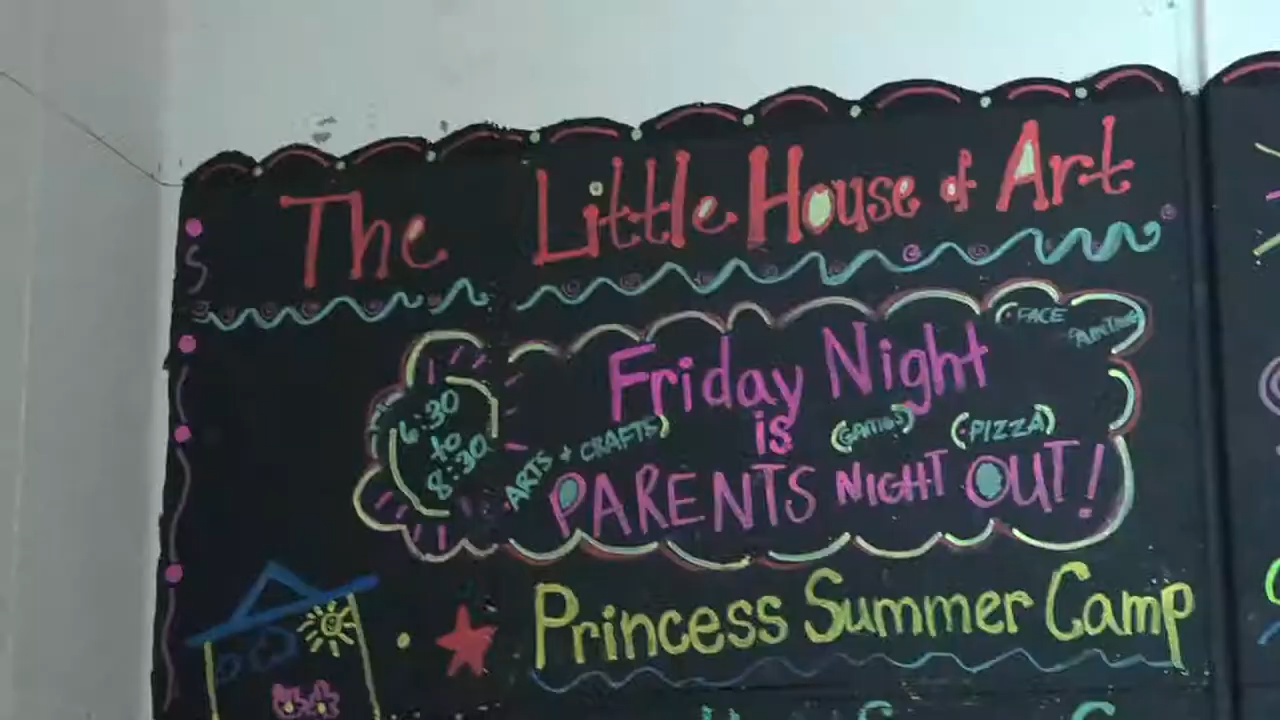 The Little House of Art
(FACE
PAINTING)
Friday Night
6:30
to
8:30
is
ARTS + CRAFTS)
(GAMES)
(PIZZA)
PARENTS NIGHT OUT!
Princess Summer Camp